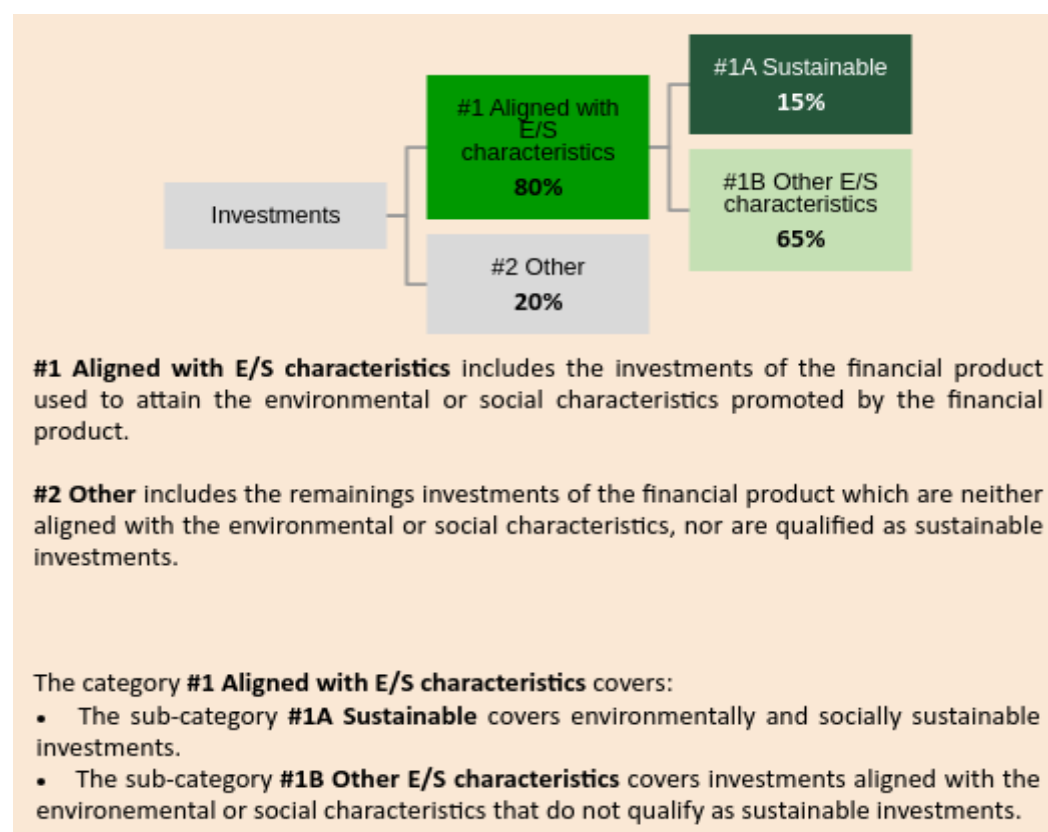 #1A Sustainable
15%
#1 Aligned with
E/S
characteristics
80%
#1B Other E/S
characteristics
65%
Investments
#2 Other
20%
#1 Aligned with E/S characteristics includes the investments of the financial product
used to attain the environmental or social characteristics promoted by the financial
product.
#2 Other includes the remainings investments of the financial product which are neither
aligned with the environmental or social characteristics, nor are qualified as sustainable
investments.
The category #1 Aligned with E/S characteristics covers:
• The sub-category #1A Sustainable covers environmentally and socially sustainable
investments.
• The sub-category #1B Other E/S characteristics covers investments aligned with the
environemental or social characteristics that do not qualify as sustainable investments.